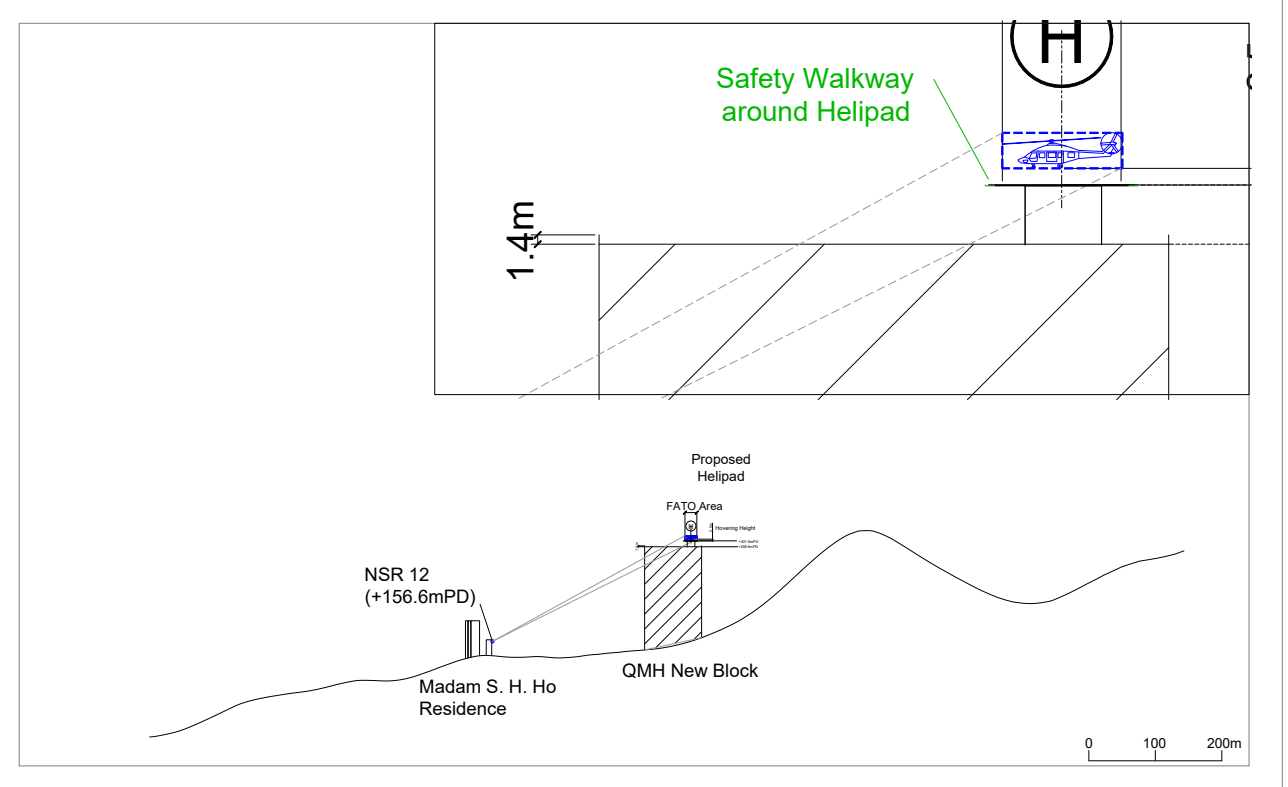 H
Safety Walkway
around Helipad
1.4m
Proposed
Helipad
FATO Area
H
Hovering Height
NSR 12
(+156.6mPD)
QMH New Block
Madam S. H. Ho
Residence
0 100 200m